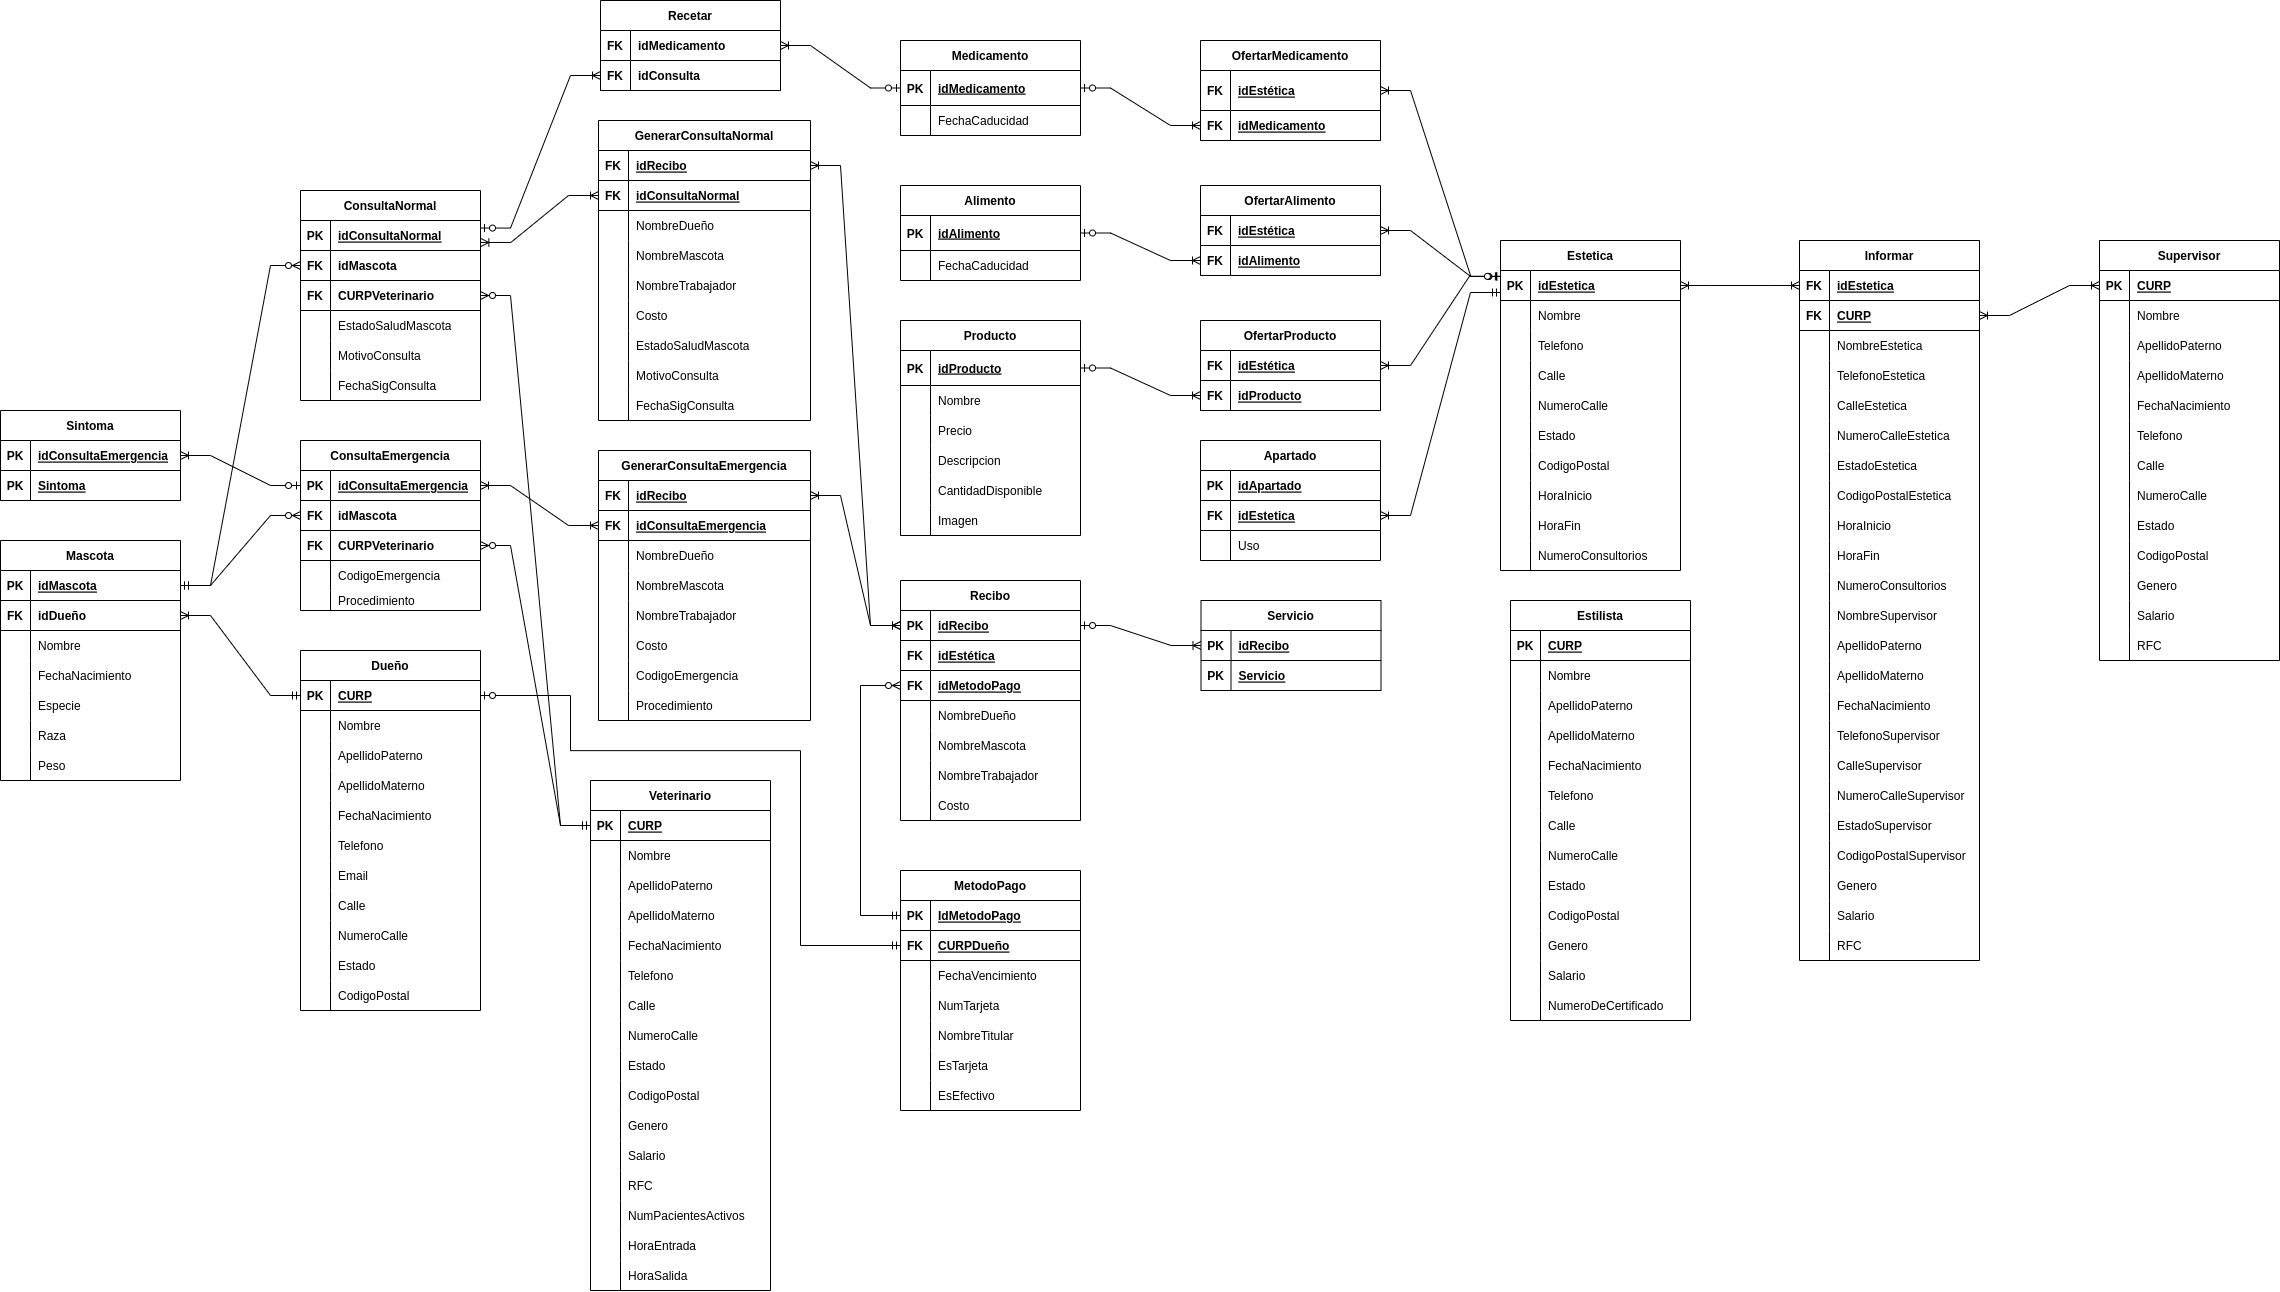 Recetar
FK idMedicamento
FK idConsulta
GenerarConsultaNormal
FK idRecibo
FK idConsultaNormal
NombreDueño
NombreMascota
NombreTrabajador
Costo
EstadoSaludMascota
MotivoConsulta
FechaSigConsulta
Medicamento
PK idMedicamento
FechaCaducidad
OfertarMedicamento
FK idEstética
FK idMedicamento
ConsultaNormal
PK idConsultaNormal
FK idMascota
FK CURPVeterinario
EstadoSaludMascota
MotivoConsulta
FechaSigConsulta
Alimento
PK idAlimento
FechaCaducidad
OfertarAlimento
FK idEstética
FK idAlimento
Estetica
PK idEstetica
Nombre
Telefono
Calle
NumeroCalle
Estado
CodigoPostal
HoraInicio
HoraFin
NumeroConsultorios
Informar
FK idEstetica
FK CURP
NombreEstetica
TelefonoEstetica
CalleEstetica
NumeroCalleEstetica
EstadoEstetica
CodigoPostalEstetica
HoraInicio
HoraFin
NumeroConsultorios
NombreSupervisor
ApellidoPaterno
ApellidoMaterno
FechaNacimiento
TelefonoSupervisor
CalleSupervisor
NumeroCalleSupervisor
EstadoSupervisor
CodigoPostalSupervisor
Genero
Salario
RFC
Supervisor
PK CURP
Nombre
ApellidoPaterno
ApellidoMaterno
FechaNacimiento
Telefono
Calle
NumeroCalle
Estado
CodigoPostal
Genero
Salario
RFC
Producto
PK idProducto
Nombre
Precio
Descripcion
CantidadDisponible
Imagen
OfertarProducto
FK idEstética
FK idProducto
Sintoma
PK idConsultaEmergencia
PK Sintoma
ConsultaEmergencia
PK idConsultaEmergencia
FK idMascota
FK CURPVeterinario
CodigoEmergencia
Procedimiento
GenerarConsultaEmergencia
FK idRecibo
FK idConsultaEmergencia
NombreDueño
NombreMascota
NombreTrabajador
Costo
CodigoEmergencia
Procedimiento
Apartado
PK idApartado
FK idEstetica
Uso
Mascota
PK idMascota
FK idDueño
Nombre
FechaNacimiento
Especie
Raza
Peso
Dueño
PK CURP
Nombre
ApellidoPaterno
ApellidoMaterno
FechaNacimiento
Telefono
Email
Calle
NumeroCalle
Estado
CodigoPostal
Recibo
PK idRecibo
FK idEstética
FK idMetodoPago
NombreDueño
NombreMascota
NombreTrabajador
Costo
Servicio
PK idRecibo
PK Servicio
Estilista
PK CURP
Nombre
ApellidoPaterno
ApellidoMaterno
FechaNacimiento
Telefono
Calle
NumeroCalle
Estado
CodigoPostal
Genero
Salario
NumeroDeCertificado
Veterinario
PK CURP
Nombre
ApellidoPaterno
ApellidoMaterno
FechaNacimiento
Telefono
Calle
NumeroCalle
Estado
CodigoPostal
Genero
Salario
RFC
NumPacientesActivos
HoraEntrada
HoraSalida
MetodoPago
PK IdMetodoPago
FK CURPDueño
FechaVencimiento
NumTarjeta
NombreTitular
EsTarjeta
EsEfectivo